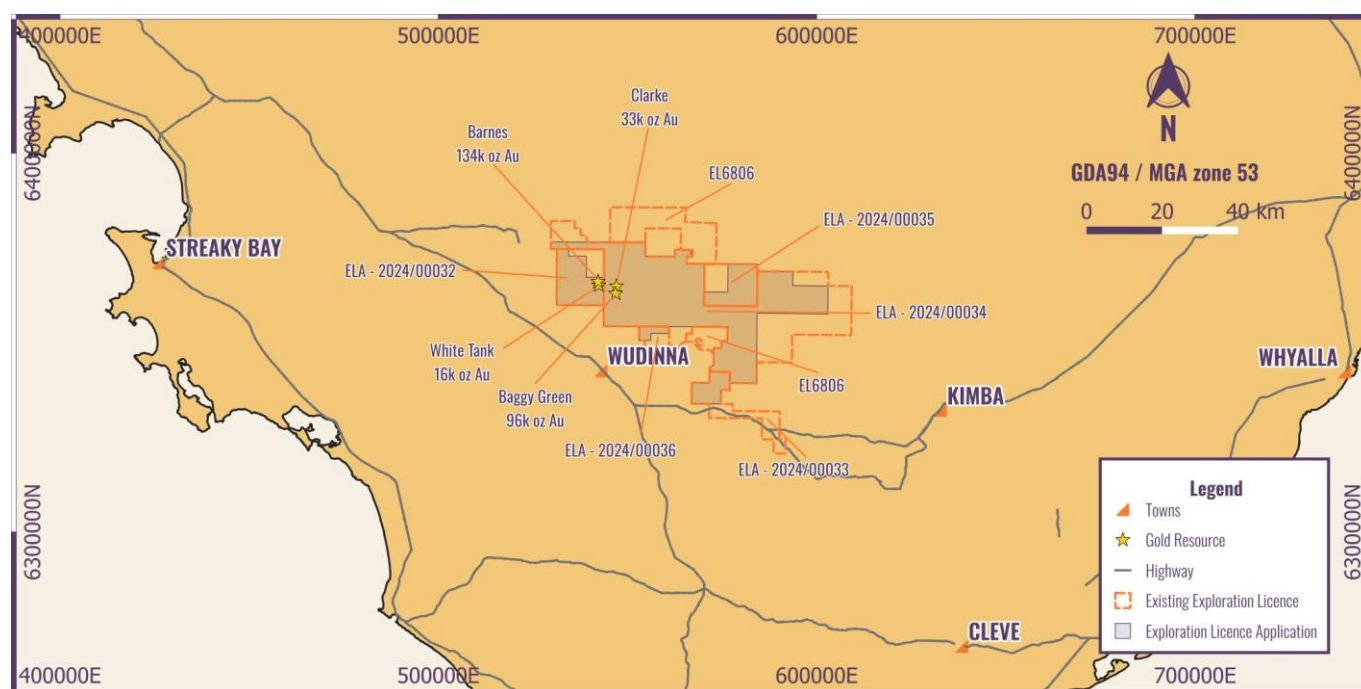 400000E
500000E
600000E
700000E
6400000N
6400000N
N
GDA94 / MGA zone 53
0 20 40 km
Clarke
33k oz Au
Barnes
134k oz Au
EL6806
ELA - 2024/00035
STREAKY BAY
ELA - 2024/00032
ELA - 2024/00034
White Tank
16k oz Au
WUDINNA
Baggy Green
96k oz Au
EL6806
WHYALLA
KIMBA
ELA - 2024/00036
ELA - 2024/00033
6300000N
6300000N
Legend
Towns
Gold Resource
Highway
Existing Exploration Licence
Exploration Licence Application
CLEVE
400000E
500000E
600000E
700000E